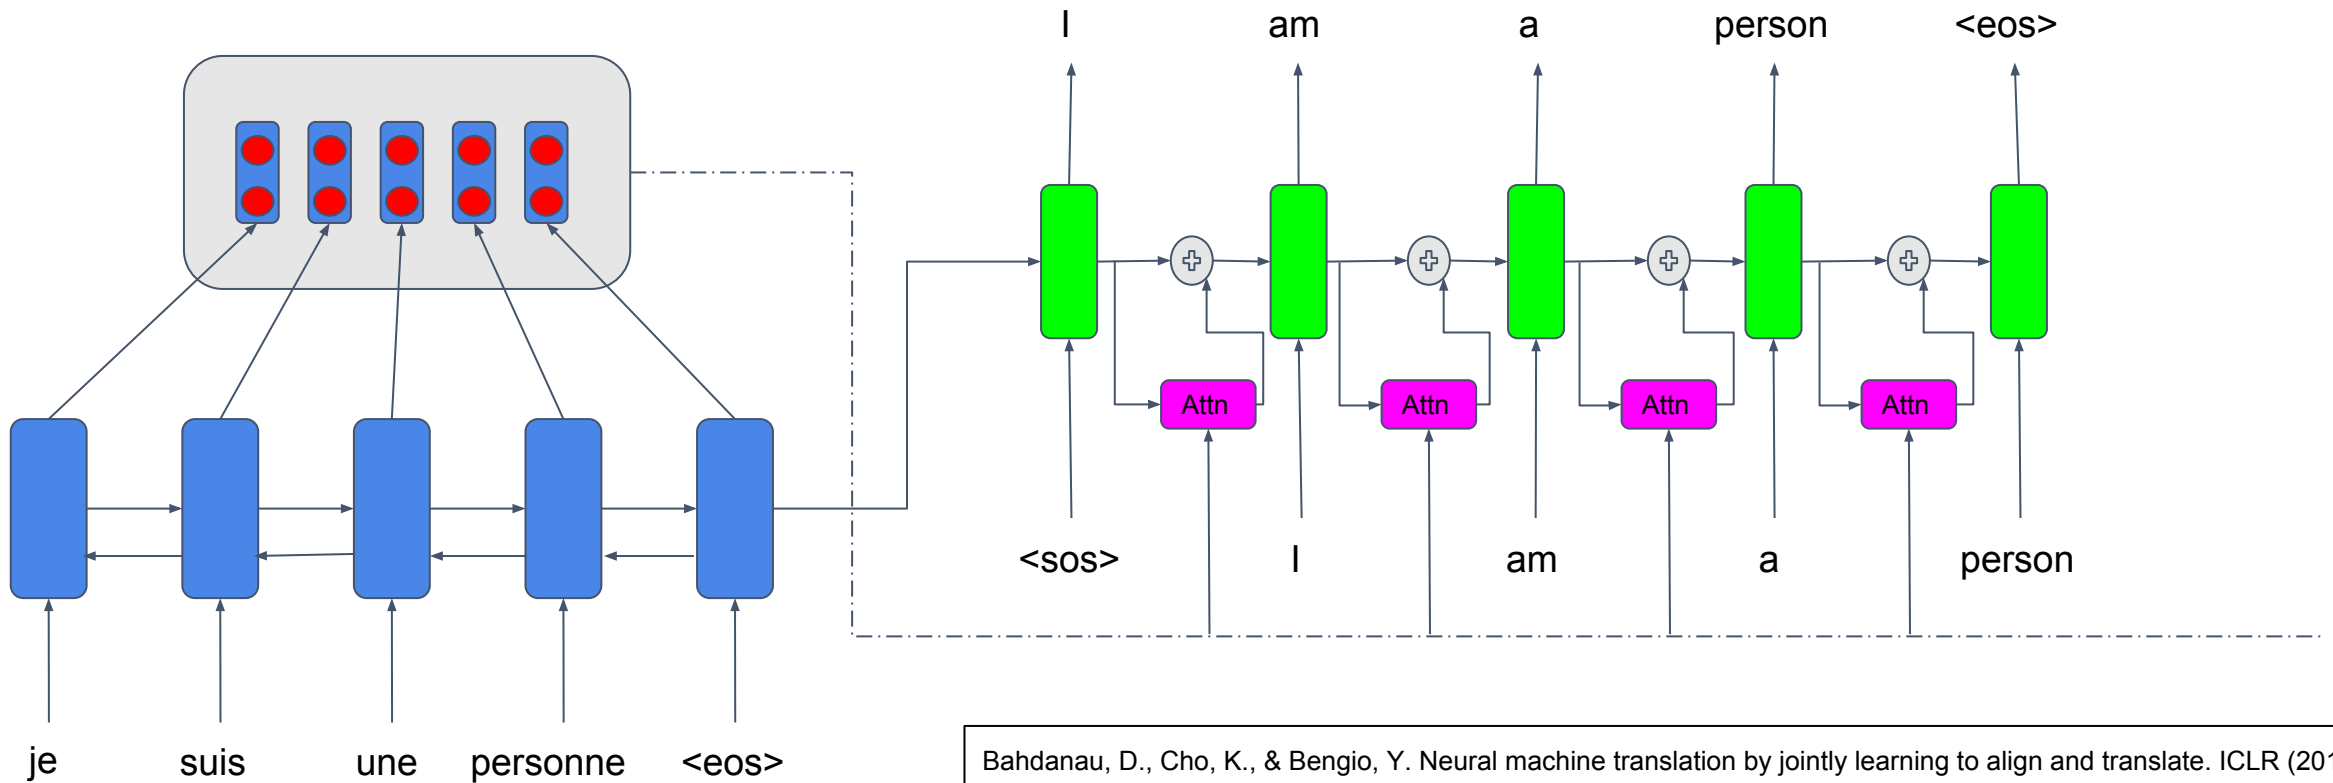 I am a person <eos>
Attn Attn Attn Attn
<sos> I am a person
je suis une personne <eos>
Bahdanau, D., Cho, K., & Bengio, Y. Neural machine translation by jointly learning to align and translate. ICLR (201